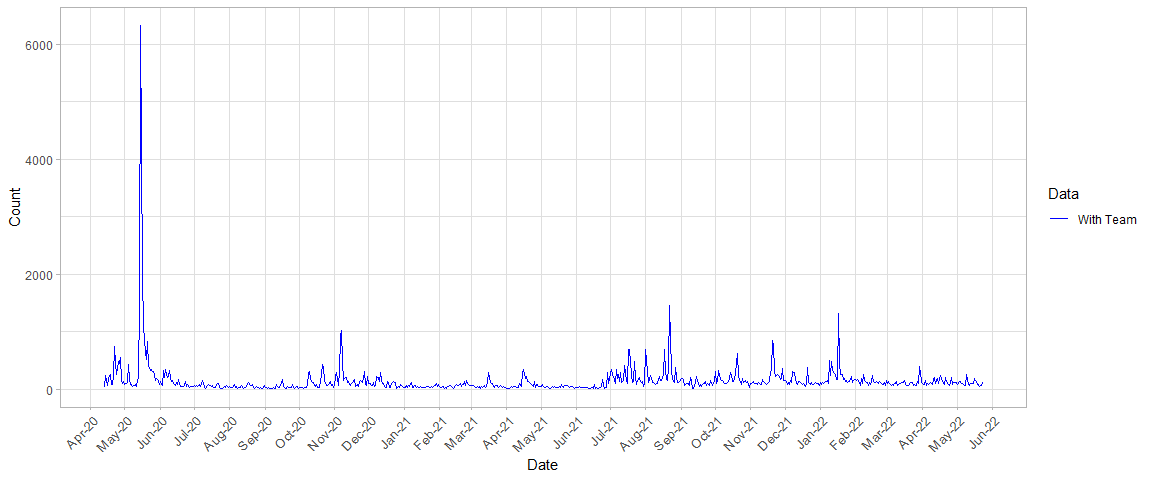 6000
4000
2000
0
Count
Apr-20
May-20
Jun-20
Jul-20
Aug-20
Sep-20
Oct-20
Nov-20
Dec-20
Jan-21
Feb-21
Mar-21
Apr-21
May-21
Jun-21
Jul-21
Aug-21
Sep-21
Oct-21
Nov-21
Dec-21
Jan-22
Feb-22
Mar-22
Apr-22
May-22
Jun-22
Date
Data
With Team